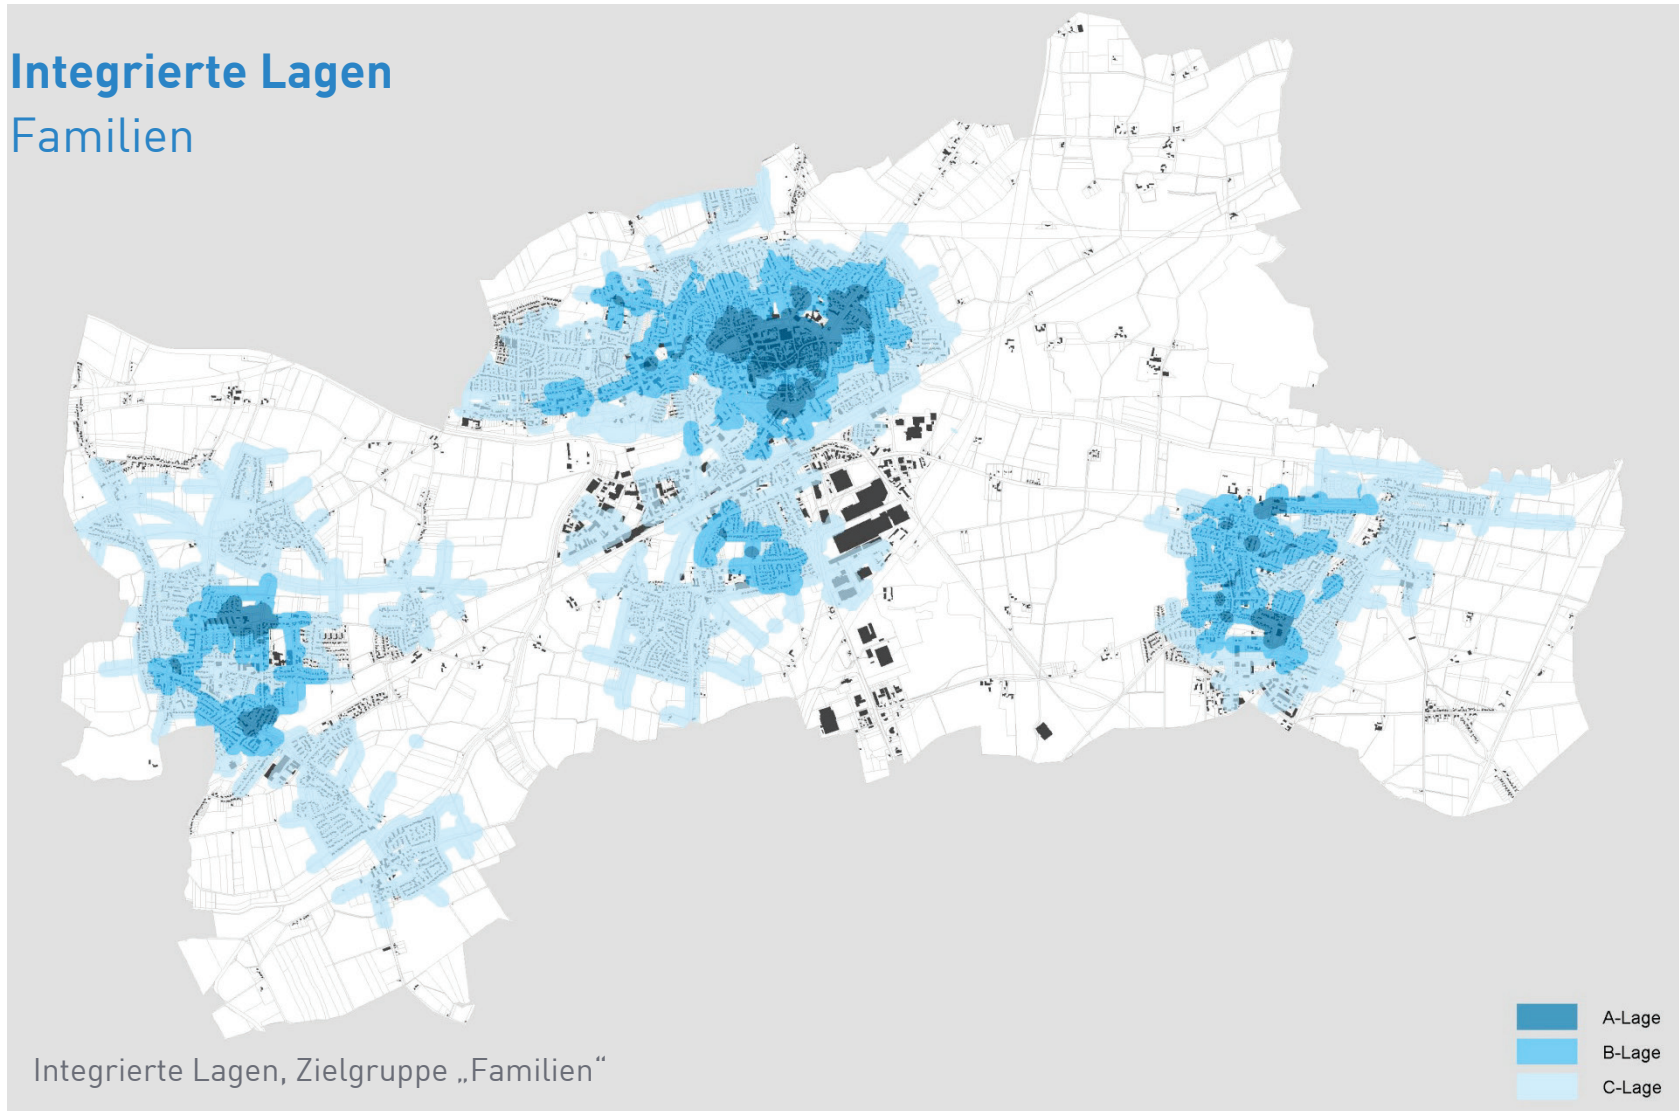 Integrierte Lagen
Familien
A-Lage
B-Lage
C-Lage
Integrierte Lagen, Zielgruppe „Familien“